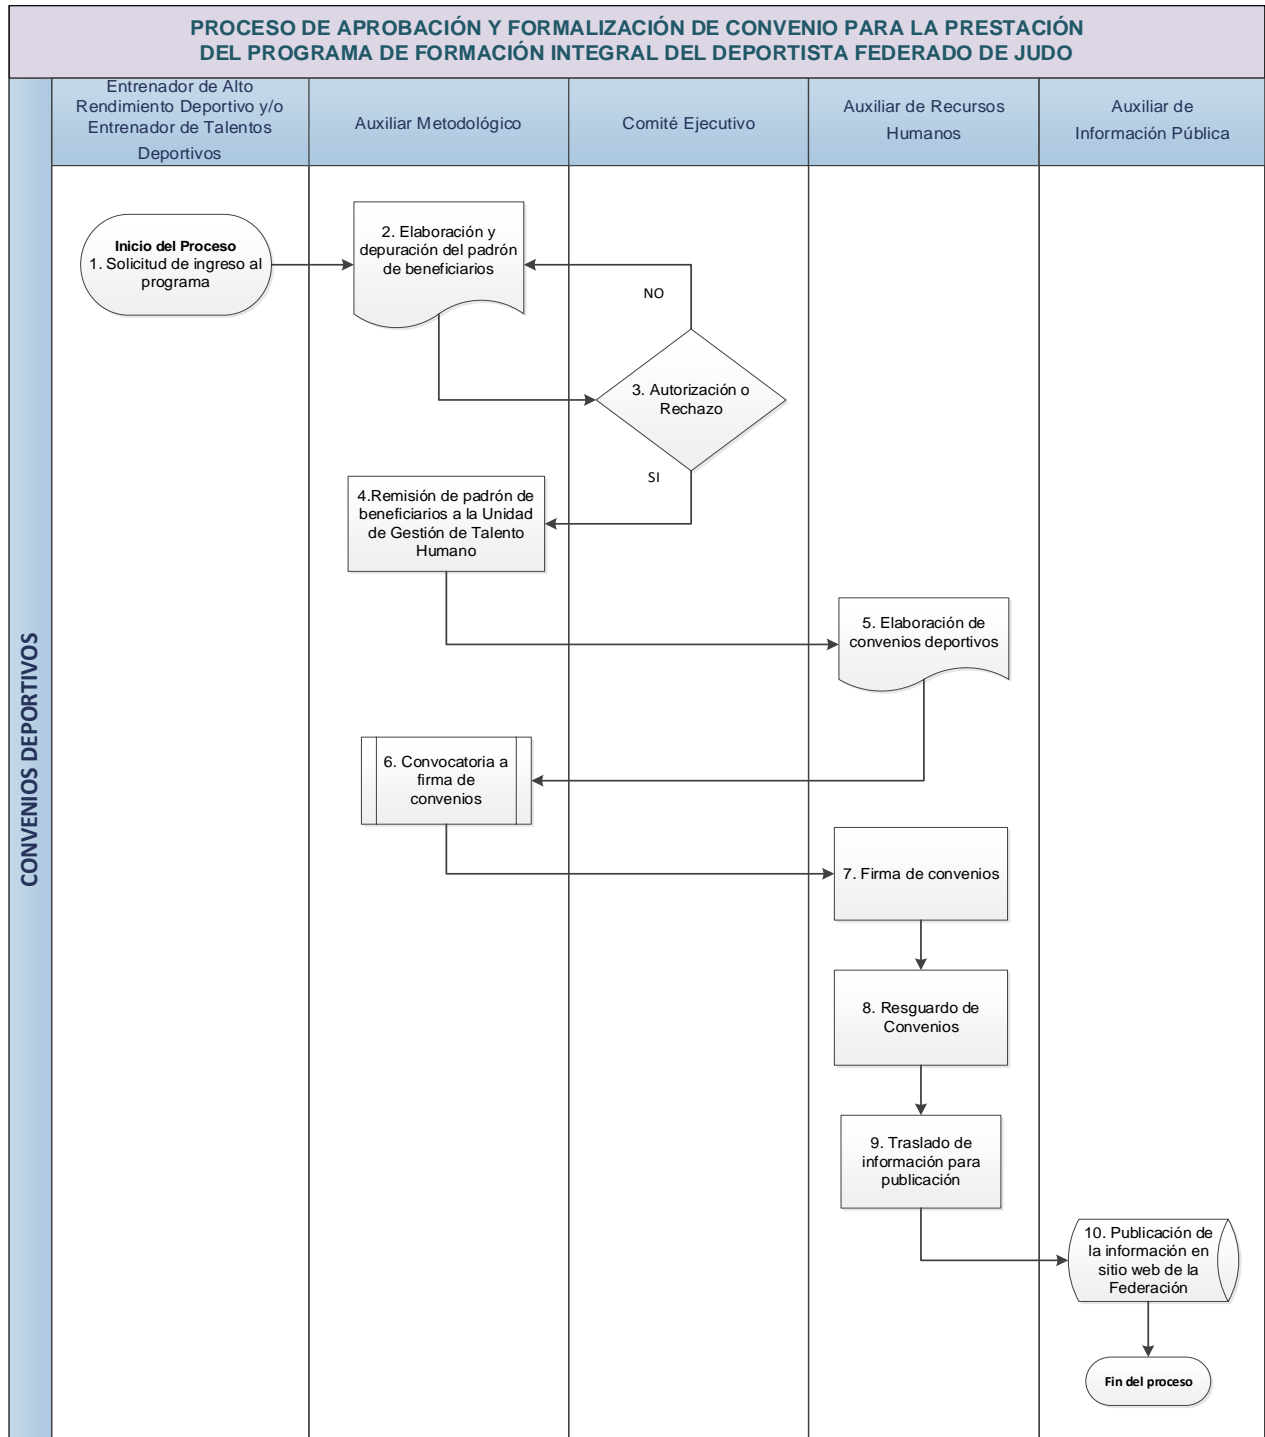 PROCESO DE APROBACIÓN Y FORMALIZACIÓN DE CONVENIO PARA LA PRESTACIÓN
DEL PROGRAMA DE FORMACIÓN INTEGRAL DEL DEPORTISTA FEDERADO DE JUDO
Entrenador de Alto
Rendimiento Deportivo y/o
Entrenador de Talentos
Deportivos
Auxiliar Metodológico
Comité Ejecutivo
Auxiliar de Recursos
Humanos
Auxiliar de
Información Pública
CONVENIOS DEPORTIVOS
Inicio del Proceso
1. Solicitud de ingreso al
programa
2. Elaboración y
depuración del padrón
de beneficiarios
NO
3. Autorización o
Rechazo
SI
4.Remisión de padrón de
beneficiarios a la Unidad
de Gestión de Talento
Humano
5. Elaboración de
convenios deportivos
6. Convocatoria a
firma de
convenios
7. Firma de convenios
8. Resguardo de
Convenios
9. Traslado de
información para
publicación
10. Publicación de
la información en
sitio web de la
Federación
Fin del proceso